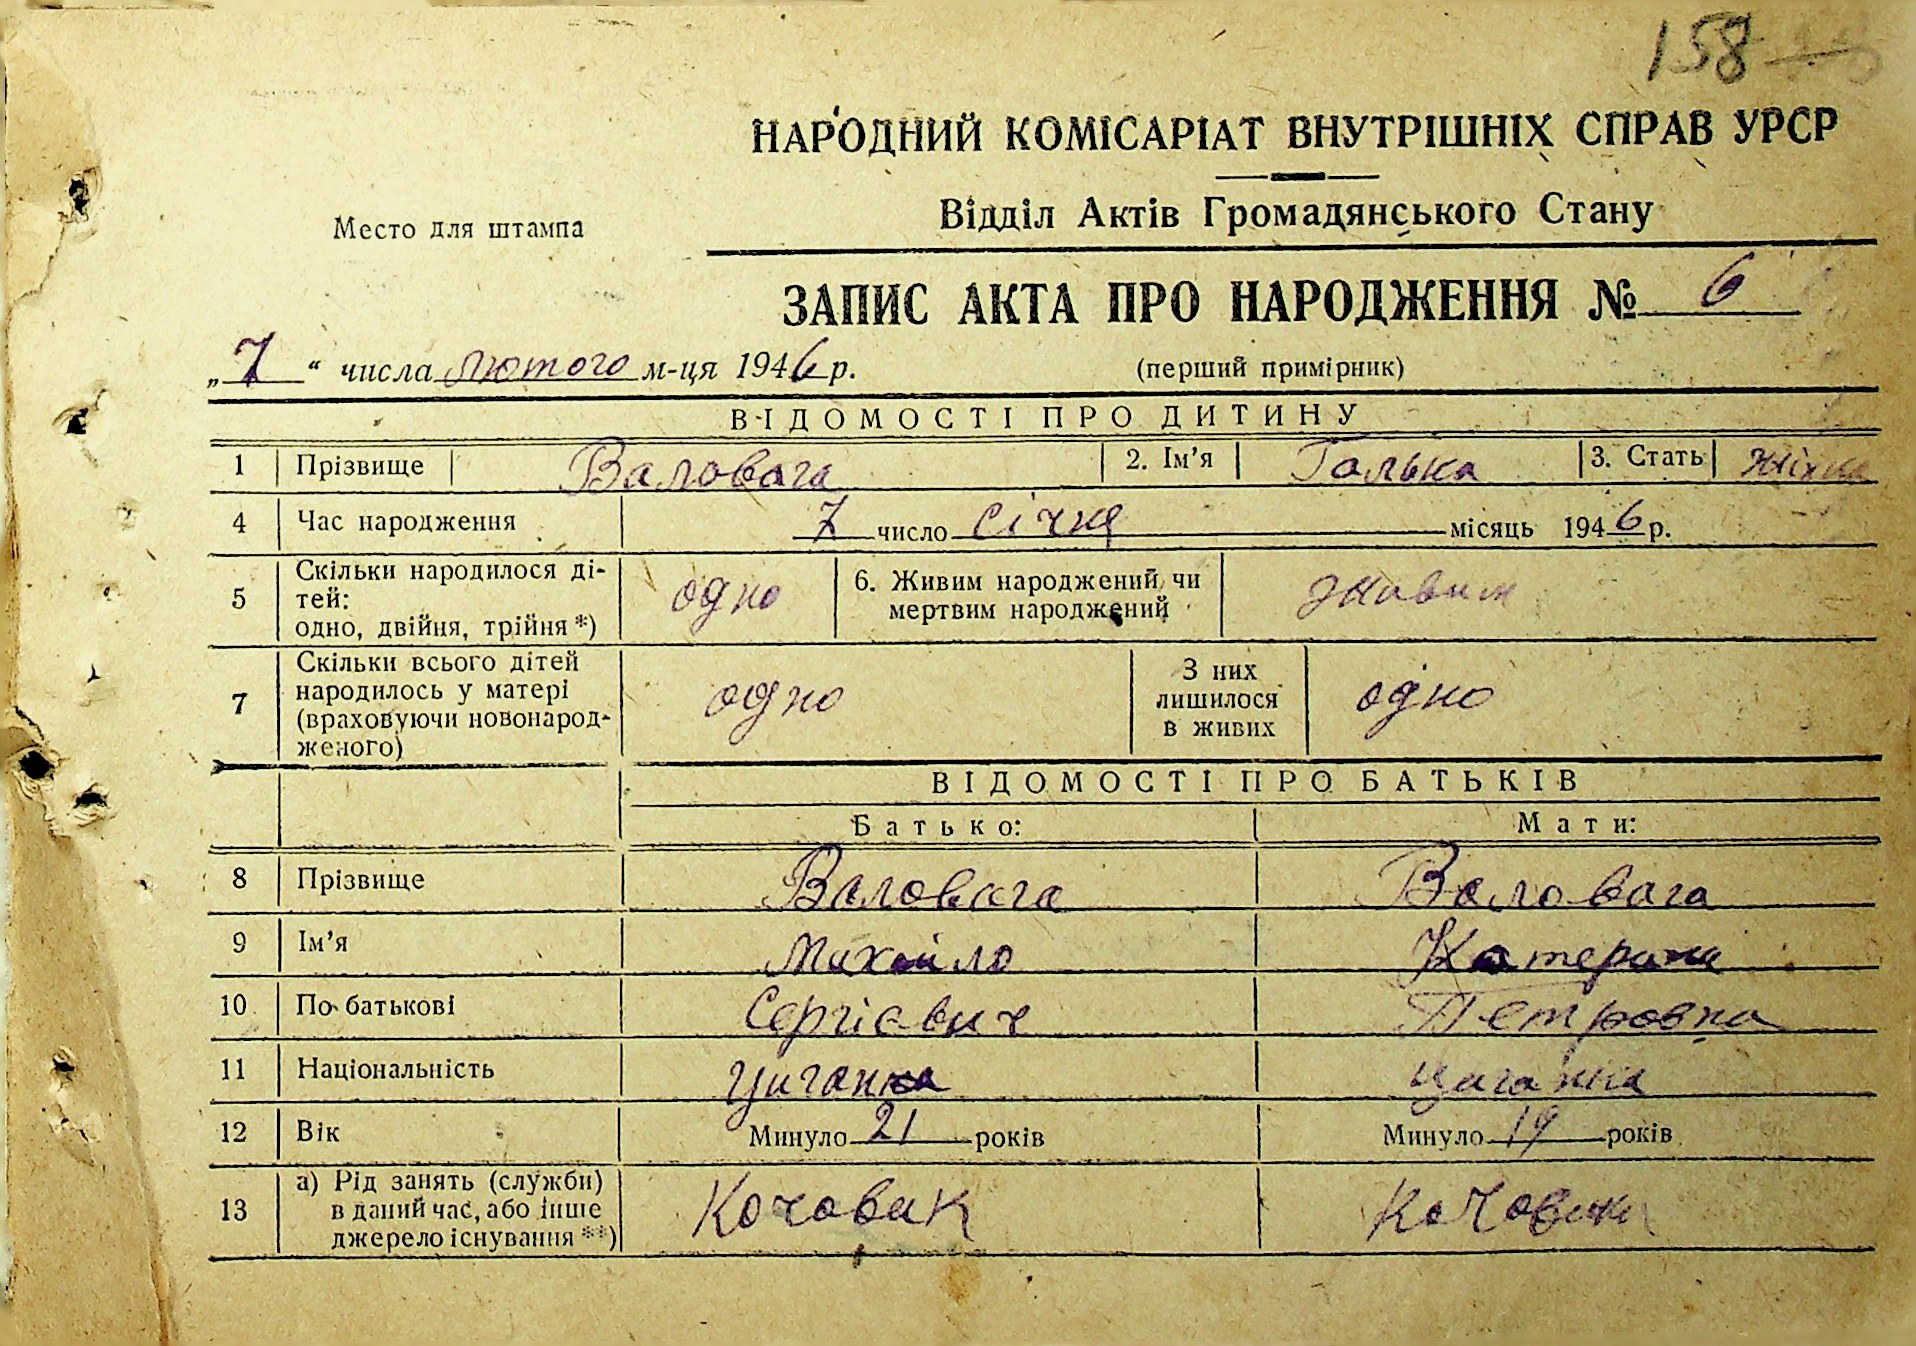 158
НАРОДНИЙ КОМІСАРІАТ ВНУТРІШНІХ СПРАВ УРСР
Відділ Актів Громадянського Стану
Место для штампа
ЗАПИС АКТА ПРО НАРОДЖЕННЯ № 6
„7“ числа лютого м-ця 1946 р.
(перший примірник)
ВІДОМОСТІ ПРО ДИТИНУ
1 Прізвище Валовага 2. Ім'я Галька 3. Стать жінка
4 Час народження 7 число січня місяць 1946 р.
5 Скільки народилося ді-
тей:
одно, двійня, трійня *) одно
6. Живим народжений чи
мертвим народжений живим
7 Скільки всього дітей
народилось у матері
(враховуючи новонарод-
женого) одно
З них
лишилося
в живих одно
ВІДОМОСТІ ПРО БАТЬКІВ
Батько: Мати:
8 Прізвище Валовага Валовага
9 Ім'я Михайло Катерина
10 По батькові Сергієвич Петровна
11 Національність Циганка циганка
12 Вік Минуло 21 років Минуло 19 років
13 а) Рід занять (служби)
в даний час, або інше
джерело існування **) Кочовик Кочовик